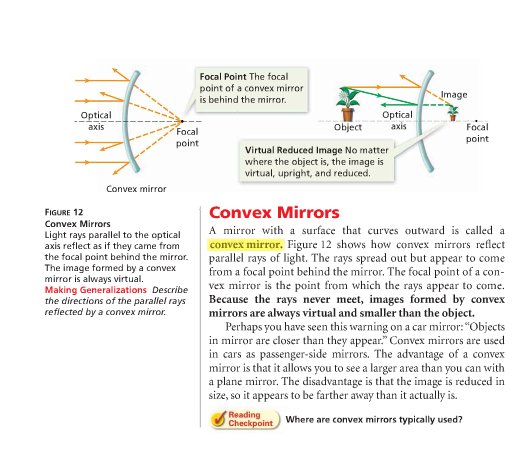 Focal Point The focal
point of a convex mirror
is behind the mirror.
Optical
axis
Focal
point
Convex mirror
Image
Object
Optical
axis
Focal
point
Virtual Reduced Image No matter
where the object is, the image is
virtual, upright, and reduced.
FIGURE 12
Convex Mirrors
Light rays parallel to the optical
axis reflect as if they came from
the focal point behind the mirror.
The image formed by a convex
mirror is always virtual.
Making Generalizations Describe
the directions of the parallel rays
reflected by a convex mirror.
Convex Mirrors
A mirror with a surface that curves outward is called a
convex mirror. Figure 12 shows how convex mirrors reflect
parallel rays of light. The rays spread out but appear to come
from a focal point behind the mirror. The focal point of a con-
vex mirror is the point from which the rays appear to come.
Because the rays never meet, images formed by convex
mirrors are always virtual and smaller than the object.
Perhaps you have seen this warning on a car mirror: “Objects
in mirror are closer than they appear.” Convex mirrors are used
in cars as passenger-side mirrors. The advantage of a convex
mirror is that it allows you to see a larger area than you can with
a plane mirror. The disadvantage is that the image is reduced in
size, so it appears to be farther away than it actually is.
Reading
Checkpoint
Where are convex mirrors typically used?